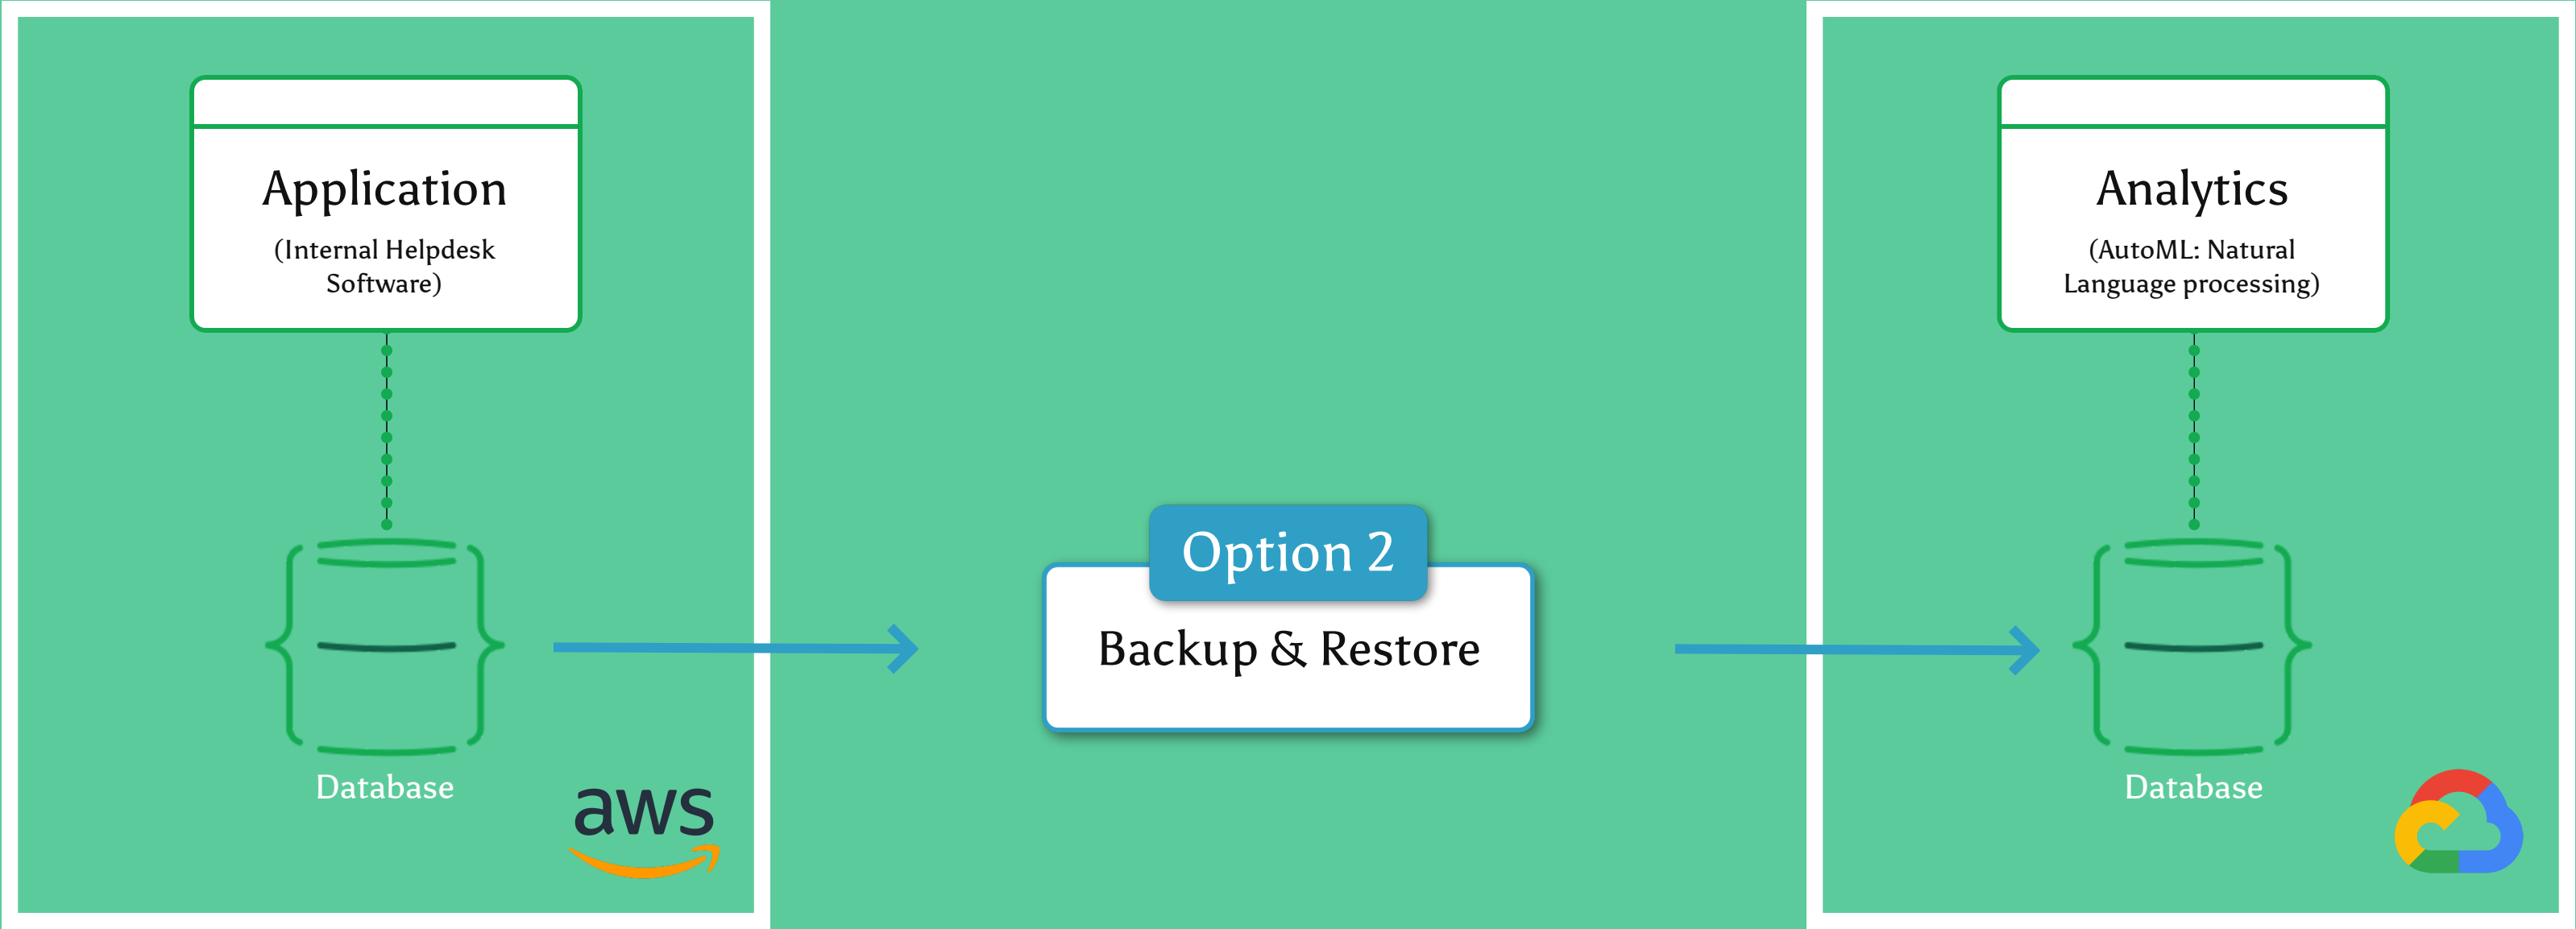 Application
(Internal Helpdesk
Software)
Database
aws
Option 2
Backup & Restore
Analytics
(AutoML: Natural
Language processing)
Database